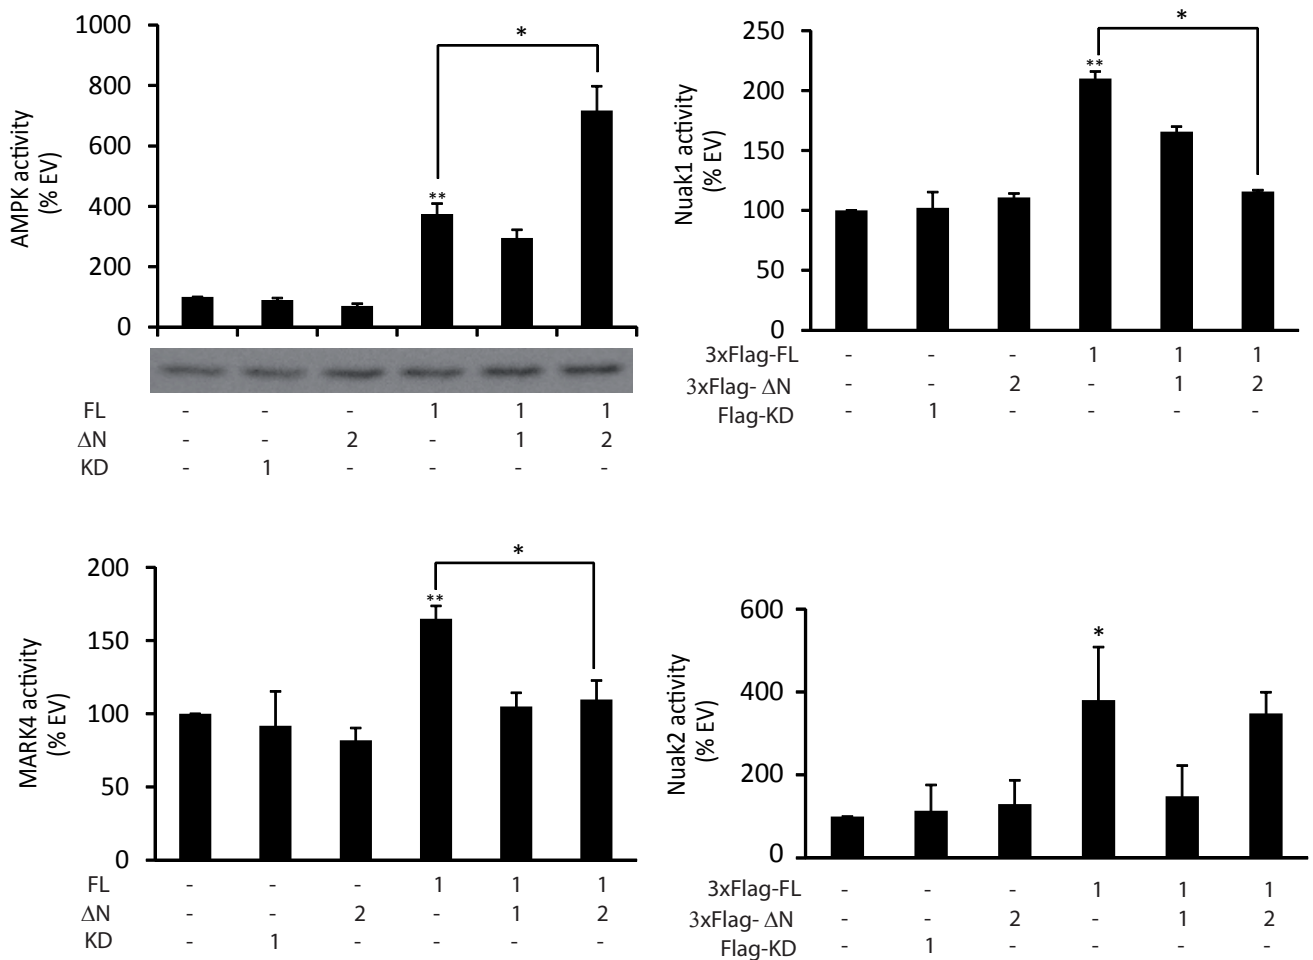 AMPK activity
(% EV)
1000
800
600
400
200
0
**
*
FL - - - 1 1 1
ΔN - - 2 - 1 2
KD - 1 - - - -
Nuak1 activity
(% EV)
250
200
150
100
50
0
**
*
3xFlag-FL - - - 1 1 1
3xFlag- ΔN - - 2 - 1 2
Flag-KD - 1 - - - -
MARK4 activity
(% EV)
200
150
100
50
0
**
*
FL - - - 1 1 1
ΔN - - 2 - 1 2
KD - 1 - - - -
Nuak2 activity
(% EV)
600
400
200
0
*
3xFlag-FL - - - 1 1 1
3xFlag- ΔN - - 2 - 1 2
Flag-KD - 1 - - - -